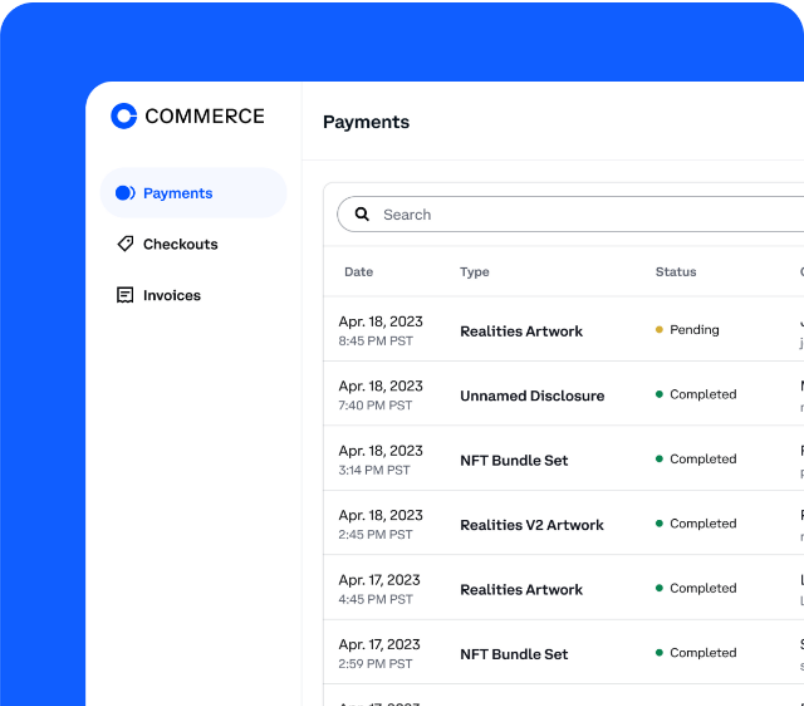 COMMERCE
Payments
Payments
Checkouts
Invoices
Search
Date Type Status
Apr. 18, 2023
8:45 PM PST
Realities Artwork
Pending
Apr. 18, 2023
7:40 PM PST
Unnamed Disclosure
Completed
Apr. 18, 2023
3:14 PM PST
NFT Bundle Set
Completed
Apr. 18, 2023
2:45 PM PST
Realities V2 Artwork
Completed
Apr. 17, 2023
4:45 PM PST
Realities Artwork
Completed
Apr. 17, 2023
2:59 PM PST
NFT Bundle Set
Completed